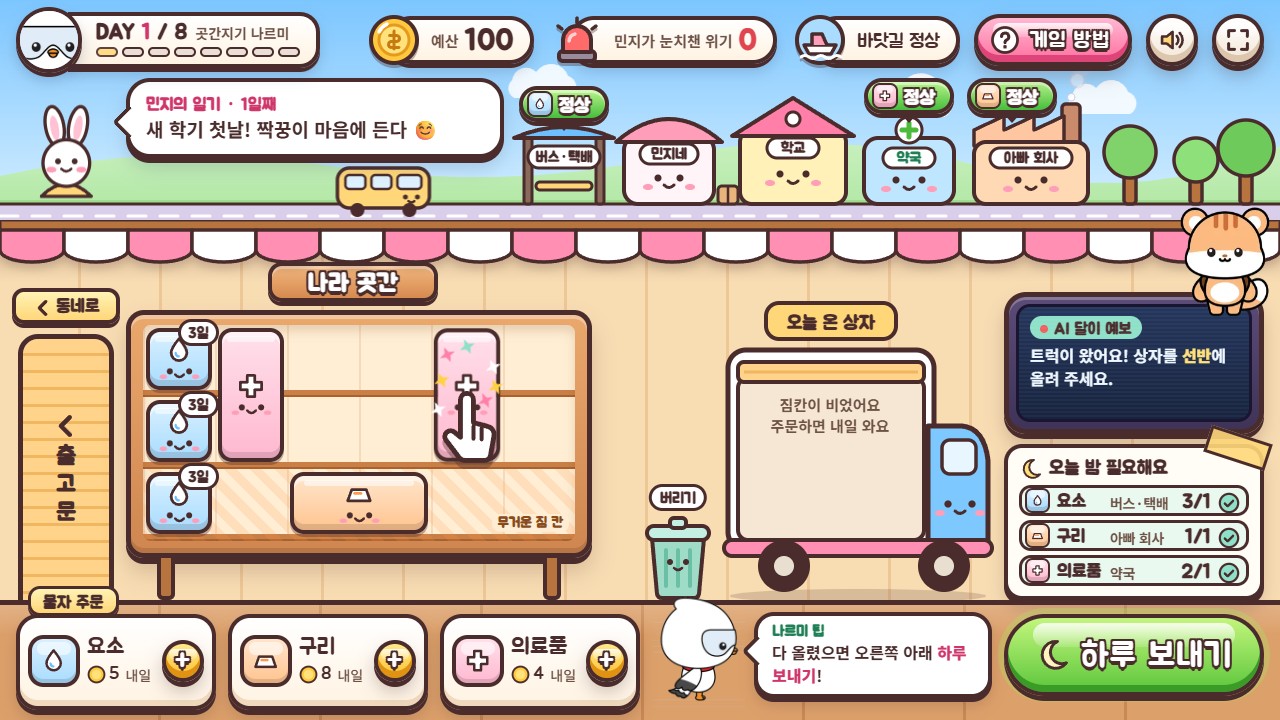 DAY 1 / 8 곳간지기 나르미
예산 100
민지가 눈치챈 위기 0
바닷길 정상
? 게임 방법
민지의 일기 · 1일째
새 학기 첫날! 짝꿍이 마음에 든다 😊
정상
정상
정상
버스·택배
민지네
학교
약국
아빠 회사
나라 곳간
동네로
출고문
3일
3일
3일
무거운 짐 칸
오늘 온 상자
짐칸이 비었어요
주문하면 내일 와요
버리기
AI 달이 예보
트럭이 왔어요! 상자를 선반에
올려 주세요.
오늘 밤 필요해요
요소 버스·택배 3/1
구리 아빠 회사 1/1
의료품 약국 2/1
물자 주문
요소
5 내일
구리
8 내일
의료품
4 내일
나르미 팁
다 올렸으면 오른쪽 아래 하루
보내기!
하루 보내기